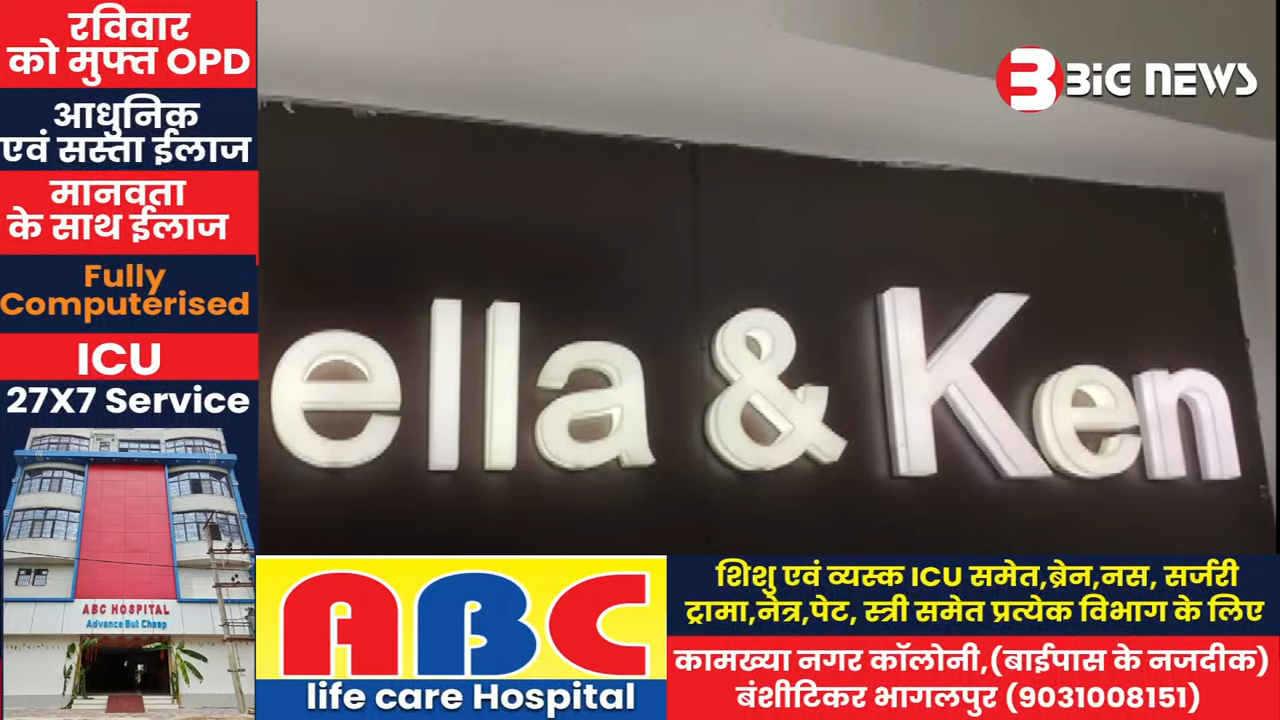 रविवार
को मुफ्त OPD
आधुनिक
एवं सस्ता ईलाज
मानवता
के साथ ईलाज
Fully
Computerised
ICU
27X7 Service
ABC HOSPITAL
Advance But Cheap
3 BiG NEWS
ella & Ken
ABC
life care Hospital
शिशु एवं व्यस्क ICU समेत,ब्रेन,नस, सर्जरी
ट्रामा,नेत्र,पेट, स्त्री समेत प्रत्येक विभाग के लिए
कामख्या नगर कॉलोनी,(बाईपास के नजदीक)
बंशीटिकर भागलपुर (9031008151)